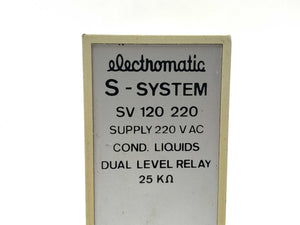 electromatic
S - SYSTEM
SV 120 220
SUPPLY 220 V AC
COND. LIQUIDS
DUAL LEVEL RELAY
25 KΩ